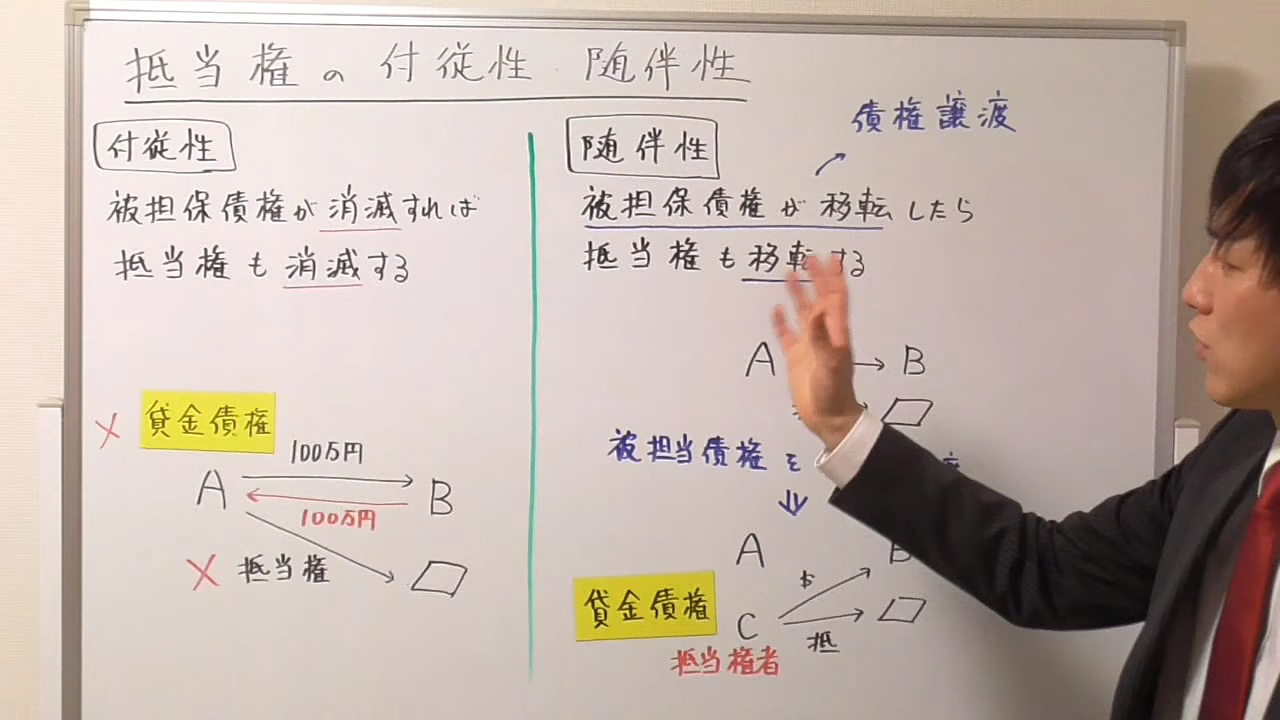 抵当権の付従性 随伴性
付従性
被担保債権が消滅すれば
抵当権も消滅する
×
貸金債権
100万円
A
B
100万円
× 抵当権
債権譲渡
随伴性
被担保債権が移転したら
抵当権も移転する
A
B
被担当債権を
A
B
貸金債権
C
抵
抵当権者